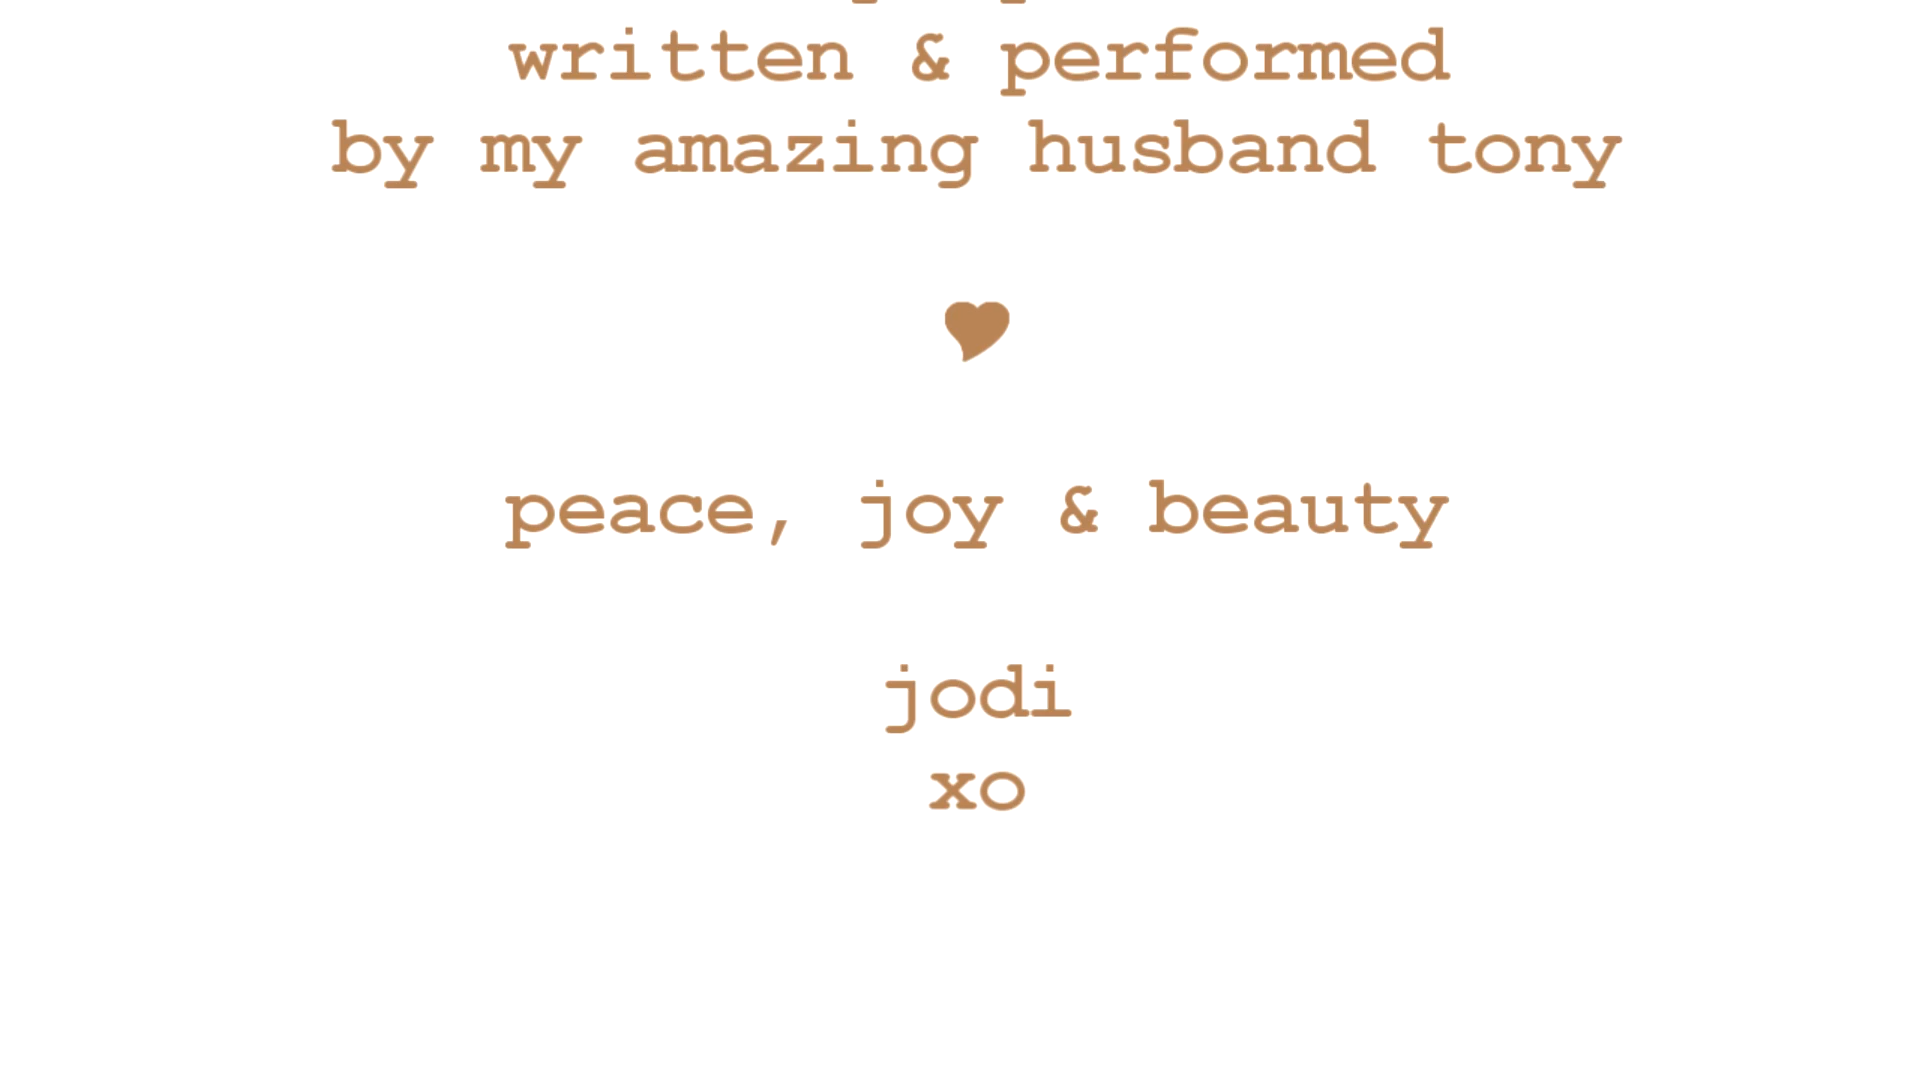 written & performed
by my amazing husband tony
peace, joy & beauty
jodi
xo